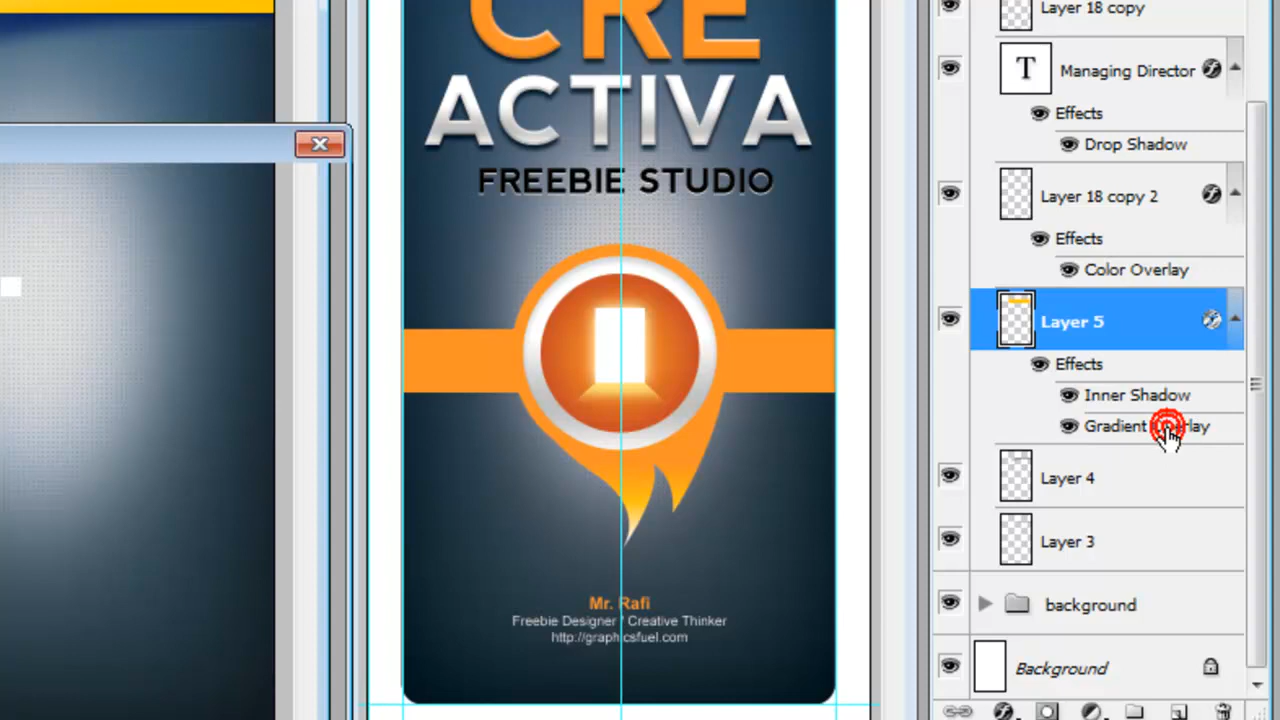 CRE
ACTIVA
FREEBIE STUDIO
Mr. Rafi
Freebie Designer / Creative Thinker
http://graphicsfuel.com
Layer 18 copy
T Managing Director
Effects
Drop Shadow
Layer 18 copy 2
Effects
Color Overlay
Layer 5
Effects
Inner Shadow
Gradient Overlay
Layer 4
Layer 3
background
Background